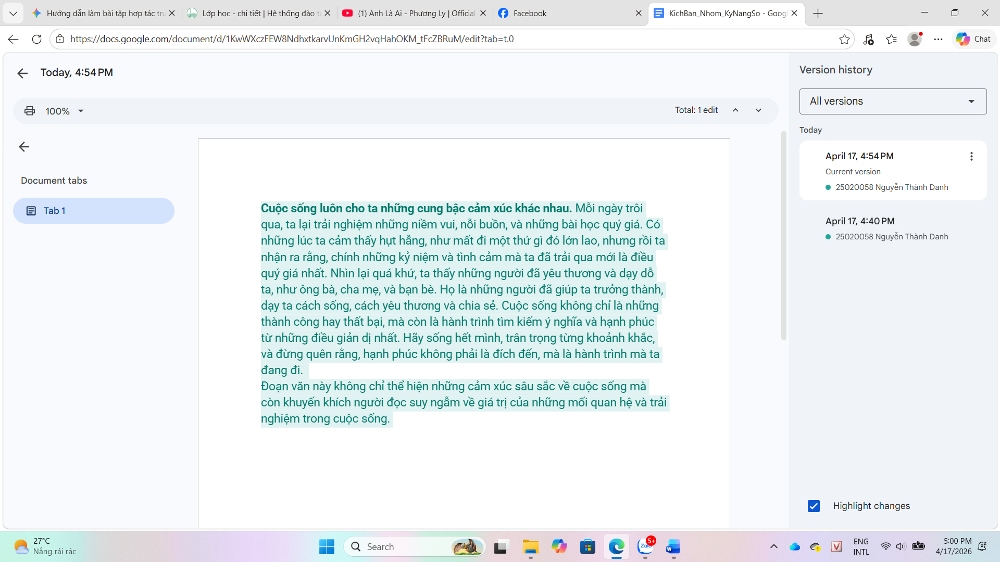 Hướng dẫn làm bài tập hợp tác trự
Lớp học - chi tiết | Hệ thống đào tạ
(1) Anh Là Ai - Phương Ly | Official
Facebook
KichBan_Nhom_KyNangSo - Googl
https://docs.google.com/document/d/1KwWXczFEW8NdhxtkarvUnKmGH2vqHahOKM_tFcZBRuM/edit?tab=t.0
Chat
Today, 4:54 PM
100%
Total: 1 edit
Document tabs
Tab 1
Cuộc sống luôn cho ta những cung bậc cảm xúc khác nhau. Mỗi ngày trôi
qua, ta lại trải nghiệm những niềm vui, nỗi buồn, và những bài học quý giá. Có
những lúc ta cảm thấy hụt hẫng, như mất đi một thứ gì đó lớn lao, nhưng rồi ta
nhận ra rằng, chính những kỷ niệm và tình cảm mà ta đã trải qua mới là điều
quý giá nhất. Nhìn lại quá khứ, ta thấy những người đã yêu thương và dạy dỗ
ta, như ông bà, cha mẹ, và bạn bè. Họ là những người đã giúp ta trưởng thành,
dạy ta cách sống, cách yêu thương và chia sẻ. Cuộc sống không chỉ là những
thành công hay thất bại, mà còn là hành trình tìm kiếm ý nghĩa và hạnh phúc
từ những điều giản dị nhất. Hãy sống hết mình, trân trọng từng khoảnh khắc,
và đừng quên rằng, hạnh phúc không phải là đích đến, mà là hành trình mà ta
đang đi.
Đoạn văn này không chỉ thể hiện những cảm xúc sâu sắc về cuộc sống mà
còn khuyến khích người đọc suy ngẫm về giá trị của những mối quan hệ và trải
nghiệm trong cuộc sống.
Version history
All versions
Today
April 17, 4:54 PM
Current version
25020058 Nguyễn Thành Danh
April 17, 4:40 PM
25020058 Nguyễn Thành Danh
Highlight changes
27°C
Nắng rải rác
Search
Zalo
5+
ENG
INTL
5:00 PM
4/17/2026